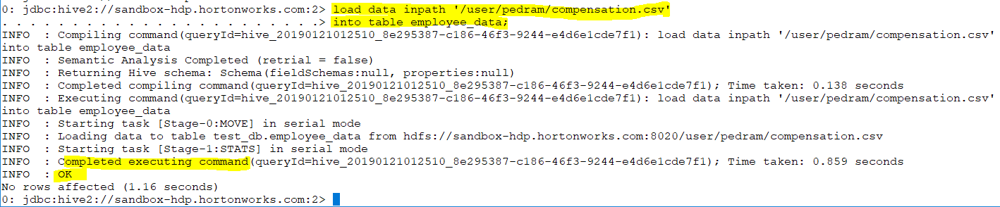 0: jdbc:hive2://sandbox-hdp.hortonworks.com:2> load data inpath '/user/pedram/compensation.csv'
. . . . . . . . . . . . . . . . . . . . . . .> into table employee_data;
INFO  : Compiling command(queryId=hive_20190121012510_8e295387-c186-46f3-9244-e4d6e1cde7f1): load data inpath '/user/pedram/compensation.csv'
into table employee_data
INFO  : Semantic Analysis Completed (retrial = false)
INFO  : Returning Hive schema: Schema(fieldSchemas:null, properties:null)
INFO  : Completed compiling command(queryId=hive_20190121012510_8e295387-c186-46f3-9244-e4d6e1cde7f1); Time taken: 0.138 seconds
INFO  : Executing command(queryId=hive_20190121012510_8e295387-c186-46f3-9244-e4d6e1cde7f1): load data inpath '/user/pedram/compensation.csv'
into table employee_data
INFO  : Starting task [Stage-0:MOVE] in serial mode
INFO  : Loading data to table test_db.employee_data from hdfs://sandbox-hdp.hortonworks.com:8020/user/pedram/compensation.csv
INFO  : Starting task [Stage-1:STATS] in serial mode
INFO  : Completed executing command(queryId=hive_20190121012510_8e295387-c186-46f3-9244-e4d6e1cde7f1); Time taken: 0.859 seconds
INFO  : OK
No rows affected (1.16 seconds)
0: jdbc:hive2://sandbox-hdp.hortonworks.com:2>